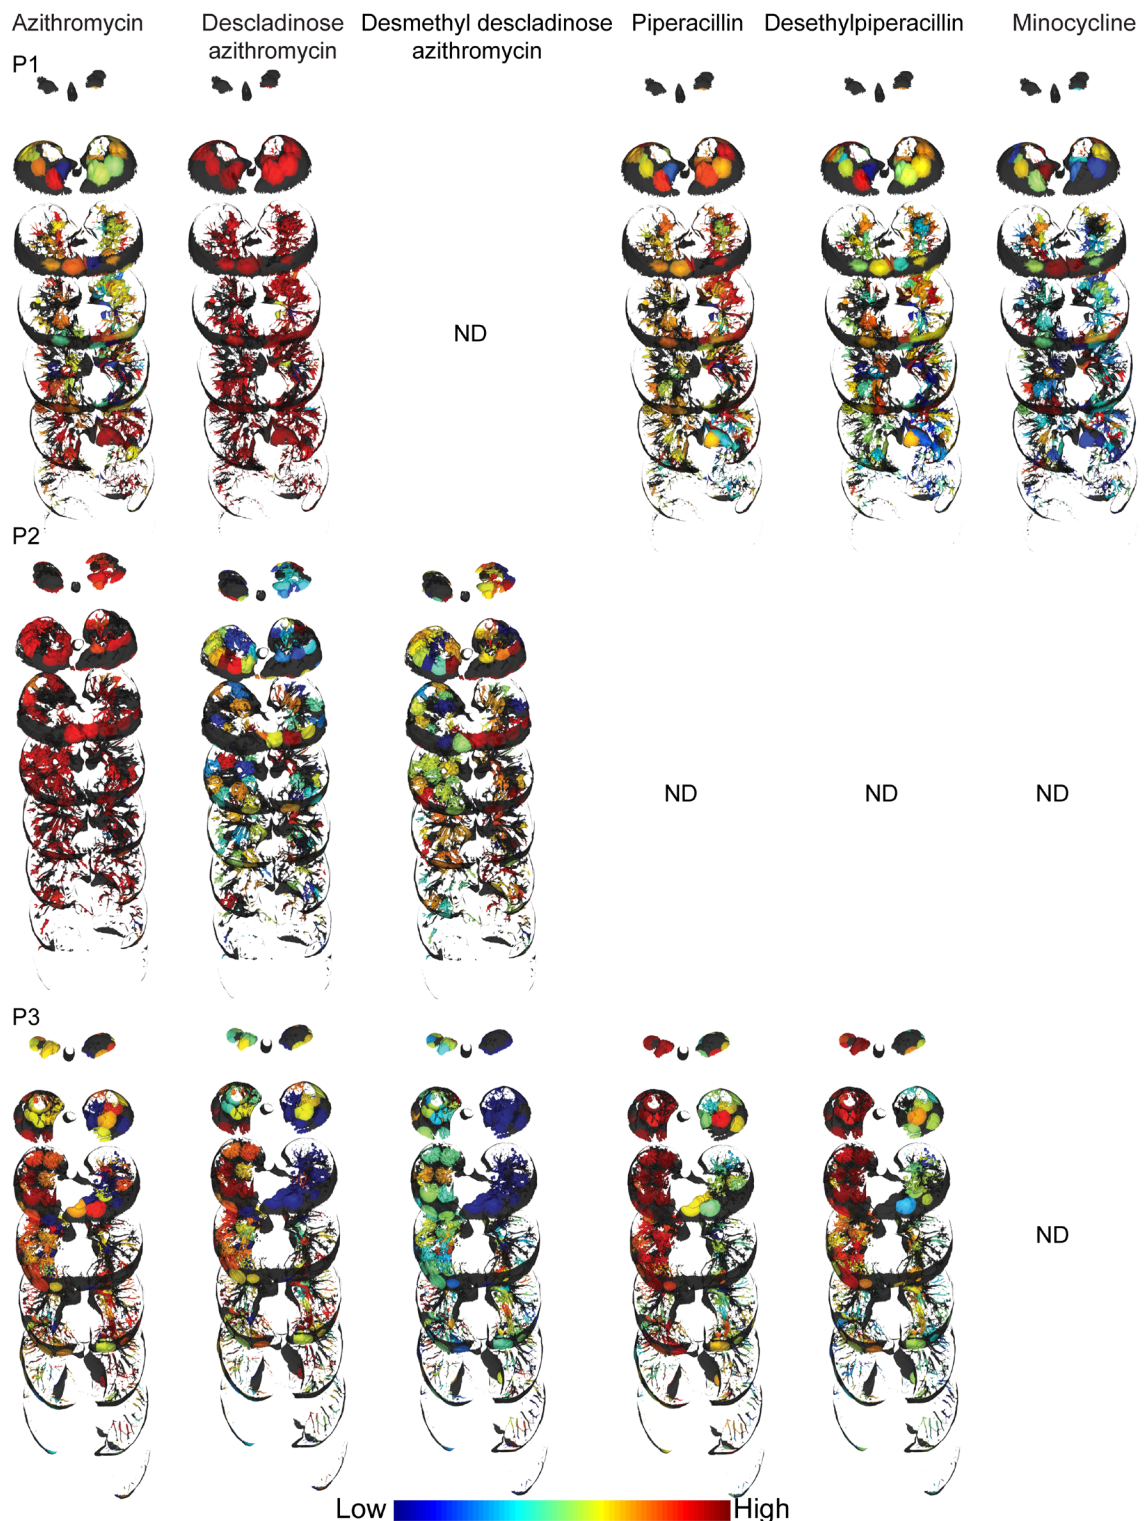 Azithromycin Descladinose Desmethyl descladinose Piperacillin Desethylpiperacillin Minocycline
azithromycin azithromycin
P1
ND
P2
ND ND ND
P3
ND
Low High